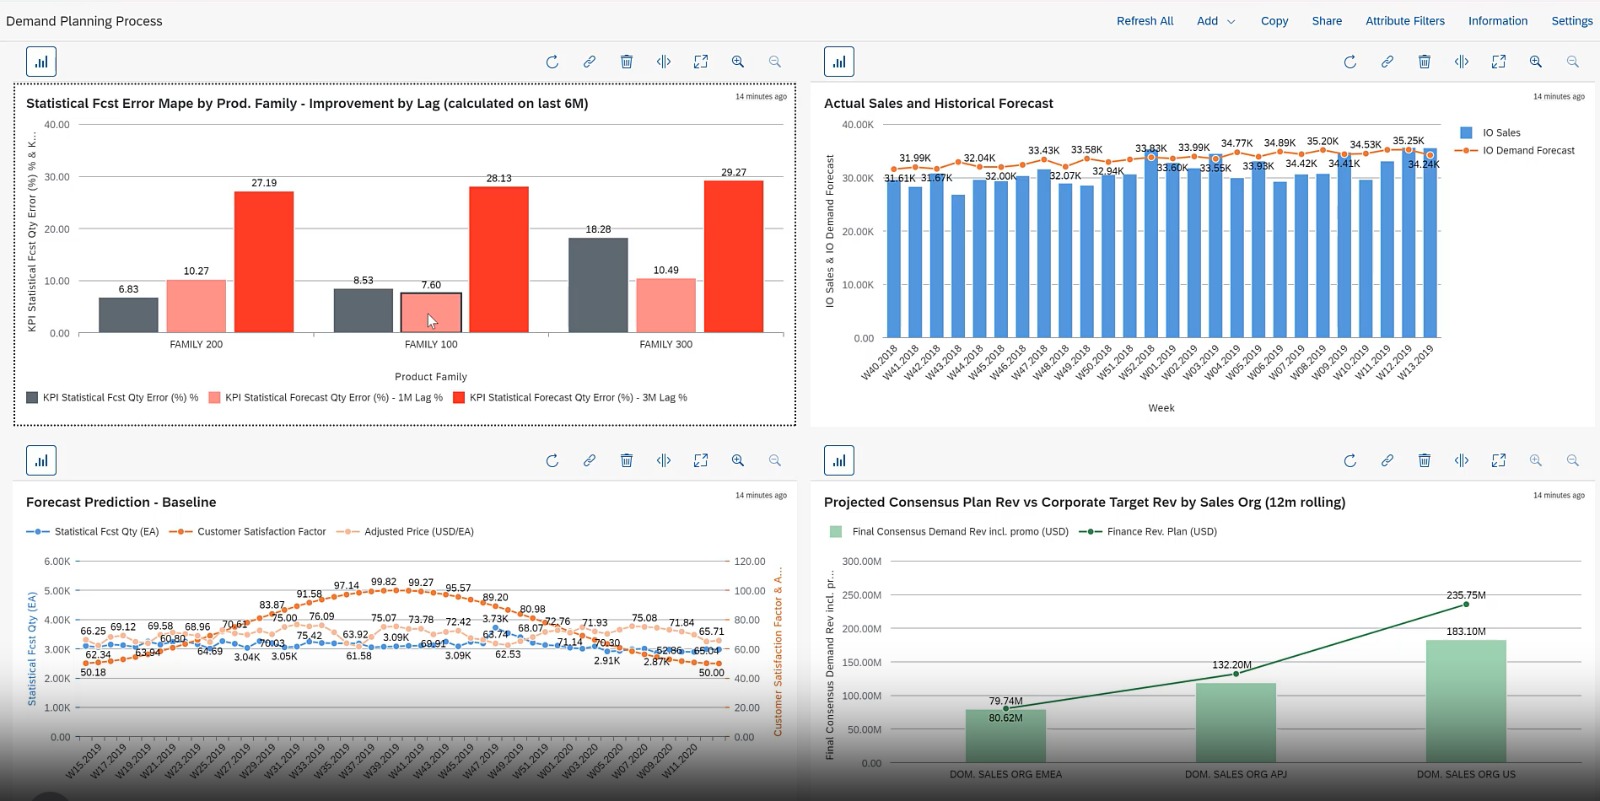 Demand Planning Process
Refresh All Add Copy Share Attribute Filters Information Settings
Statistical Fcst Error Mape by Prod. Family - Improvement by Lag (calculated on last 6M)
14 minutes ago
KPI Statistical Fcst Qty Error (%) % & K...
40.00
30.00
20.00
10.00
0.00
6.83 10.27 27.19
8.53 7.60 28.13
18.28 10.49 29.27
FAMILY 200 FAMILY 100 FAMILY 300
Product Family
KPI Statistical Fcst Qty Error (%) % KPI Statistical Forecast Qty Error (%) - 1M Lag % KPI Statistical Forecast Qty Error (%) - 3M Lag %
Actual Sales and Historical Forecast
14 minutes ago
IO Sales
IO Demand Forecast
IO Sales & IO Demand Forecast
40.00K
30.00K
20.00K
10.00K
0.00
31.61K 31.99K 31.67K 32.04K 32.00K 33.43K 32.07K 33.58K 32.94K 33.83K 33.60K 33.99K 33.55K 34.77K 33.93K 34.89K 34.42K 35.20K 34.41K 34.53K 35.25K 34.24K
W40.2018 W41.2018 W42.2018 W43.2018 W44.2018 W45.2018 W46.2018 W47.2018 W48.2018 W49.2018 W50.2018 W51.2018 W52.2018 W01.2019 W02.2019 W03.2019 W04.2019 W05.2019 W06.2019 W07.2019 W08.2019 W09.2019 W10.2019 W11.2019 W12.2019 W13.2019
Week
Forecast Prediction - Baseline
14 minutes ago
Statistical Fcst Qty (EA) Customer Satisfaction Factor Adjusted Price (USD/EA)
Statistical Fcst Qty (EA)
6.00K
5.00K
4.00K
3.00K
2.00K
1.00K
0.00
120.00
100.00
80.00
60.00
40.00
20.00
0.00
Customer Satisfaction Factor & A...
83.87 91.58 97.14 99.82 99.27 95.57 89.20 80.98
66.25 69.12 69.58 68.96 70.61 75.00 76.09 75.07 73.78 72.42 3.73K 68.07 72.76 71.93 75.08 71.84 65.71
62.34 63.94 60.80 64.69 70.03 75.42 63.92 3.09K 69.91 68.74 71.14 70.30 52.86 65.04
50.18 3.04K 3.05K 61.58 3.09K 62.53 2.91K 2.87K 50.00
W15.2019 W17.2019 W19.2019 W21.2019 W23.2019 W25.2019 W27.2019 W29.2019 W31.2019 W33.2019 W35.2019 W37.2019 W39.2019 W41.2019 W43.2019 W45.2019 W47.2019 W49.2019 W51.2019 W01.2020 W03.2020 W05.2020 W07.2020 W09.2020 W11.2020
Projected Consensus Plan Rev vs Corporate Target Rev by Sales Org (12m rolling)
14 minutes ago
Final Consensus Demand Rev incl. promo (USD) Finance Rev. Plan (USD)
Final Consensus Demand Rev incl. pr...
300.00M
250.00M
200.00M
150.00M
100.00M
50.00M
0.00
79.74M
80.62M
132.20M
235.75M
183.10M
DOM. SALES ORG EMEA DOM. SALES ORG APJ DOM. SALES ORG US